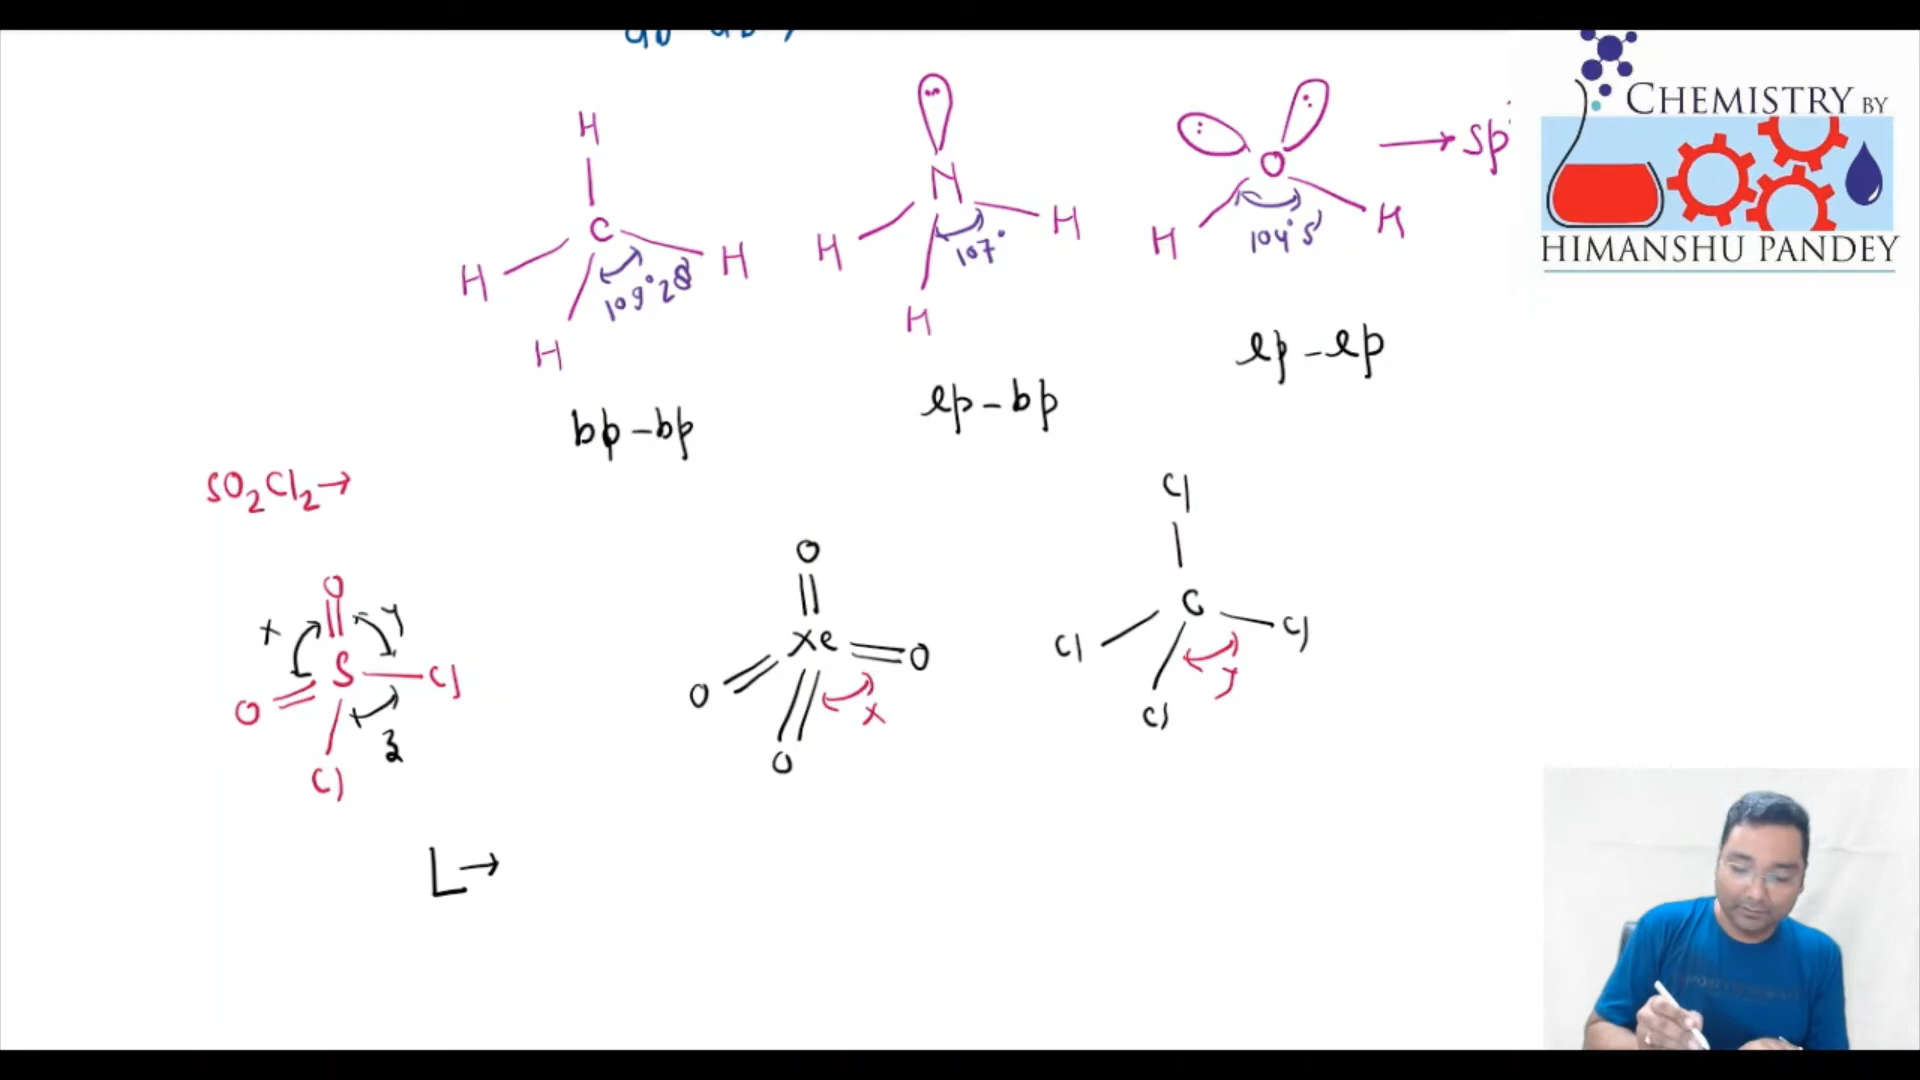 CHEMISTRY BY
HIMANSHU PANDEY
H
C
H
H
H
109°28
N
H
H
H
107°
O
H
H
104°5'
→ sp
bp-bp
lp-bp
lp-lp
SO2Cl2→
O
x
y
S
Cl
O
z
Cl
O
Xe
O
O
x
O
Cl
C
Cl
Cl
y
Cl
L→